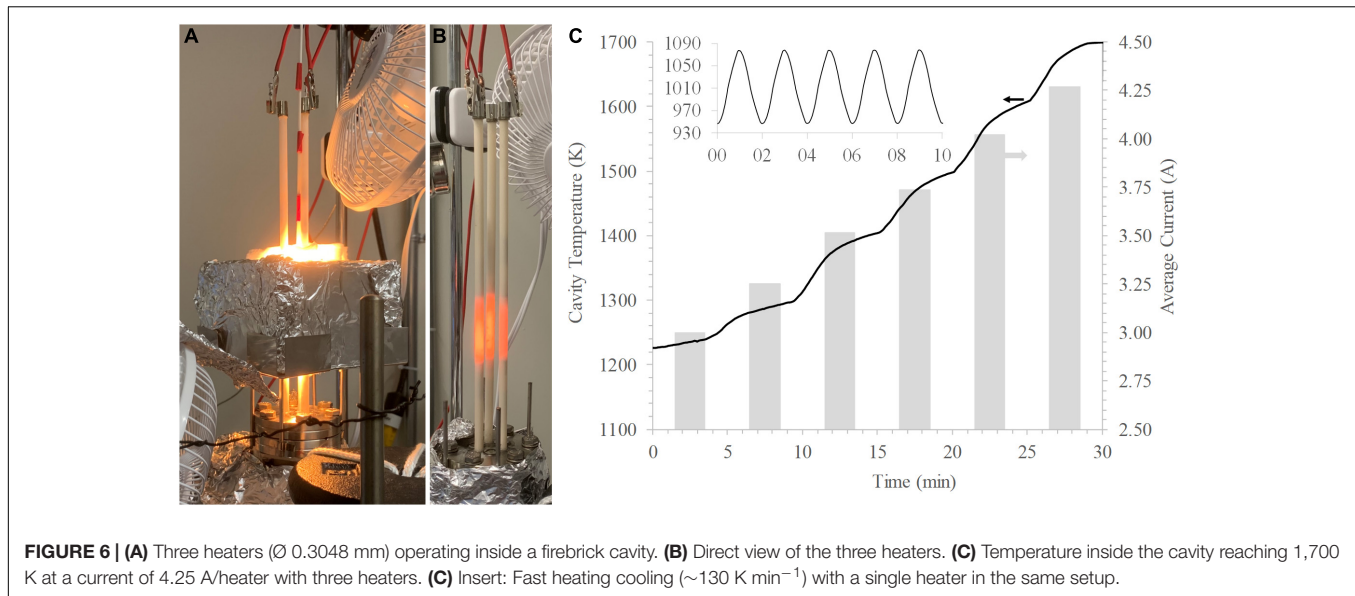 A
B
C
1700
1600
1500
1400
1300
1200
1100
Cavity Temperature (K)
1090
1050
1010
970
930
00 02 04 06 08 10
4.50
4.25
4.00
3.75
3.50
3.25
3.00
2.75
2.50
Average Current (A)
0 5 10 15 20 25 30
Time (min)
FIGURE 6 | (A) Three heaters (Ø 0.3048 mm) operating inside a firebrick cavity. (B) Direct view of the three heaters. (C) Temperature inside the cavity reaching 1,700
K at a current of 4.25 A/heater with three heaters. (C) Insert: Fast heating cooling (~130 K min⁻¹) with a single heater in the same setup.